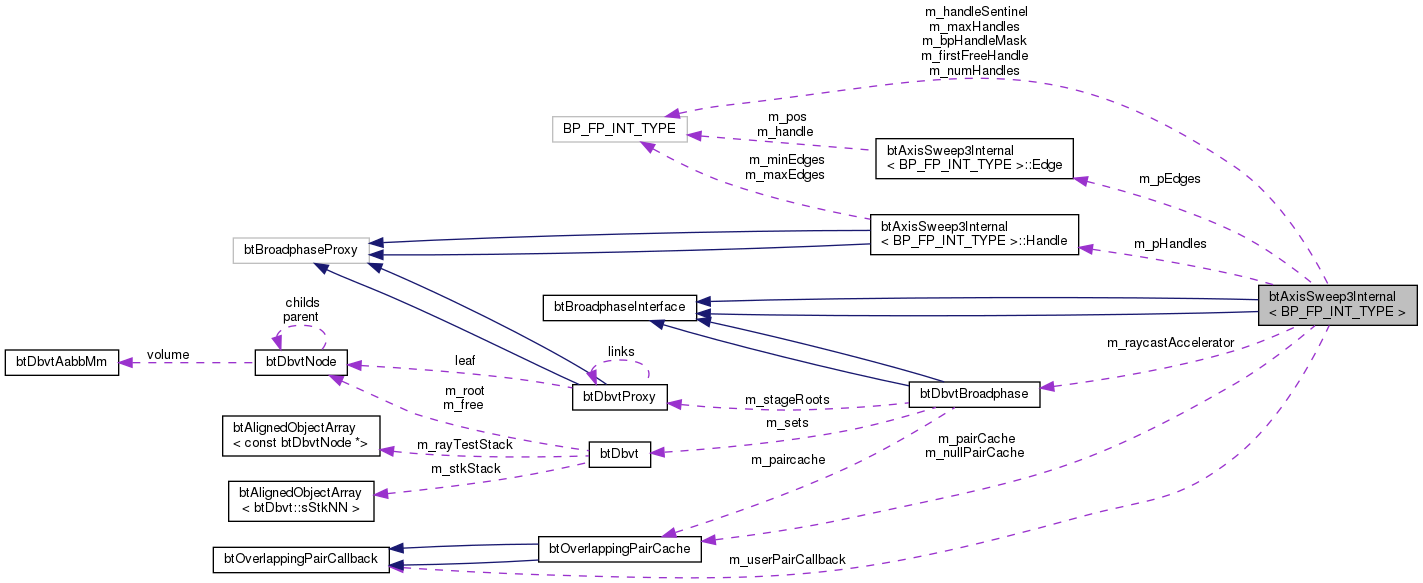 m_handleSentinel
m_maxHandles
m_bpHandleMask
m_firstFreeHandle
m_numHandles
BP_FP_INT_TYPE
m_pos
m_handle
btAxisSweep3Internal
< BP_FP_INT_TYPE >::Edge
m_minEdges
m_maxEdges
m_pEdges
btAxisSweep3Internal
< BP_FP_INT_TYPE >::Handle
btBroadphaseProxy
m_pHandles
btAxisSweep3Internal
< BP_FP_INT_TYPE >
btBroadphaseInterface
childs
parent
m_raycastAccelerator
btDbvtAabbMm
volume
btDbvtNode
leaf
links
btDbvtProxy
m_stageRoots
btDbvtBroadphase
m_root
m_free
m_sets
btAlignedObjectArray
< const btDbvtNode *>
m_rayTestStack
btDbvt
m_pairCache
m_nullPairCache
m_paircache
m_stkStack
btAlignedObjectArray
< btDbvt::sStkNN >
btOverlappingPairCallback
btOverlappingPairCache
m_userPairCallback